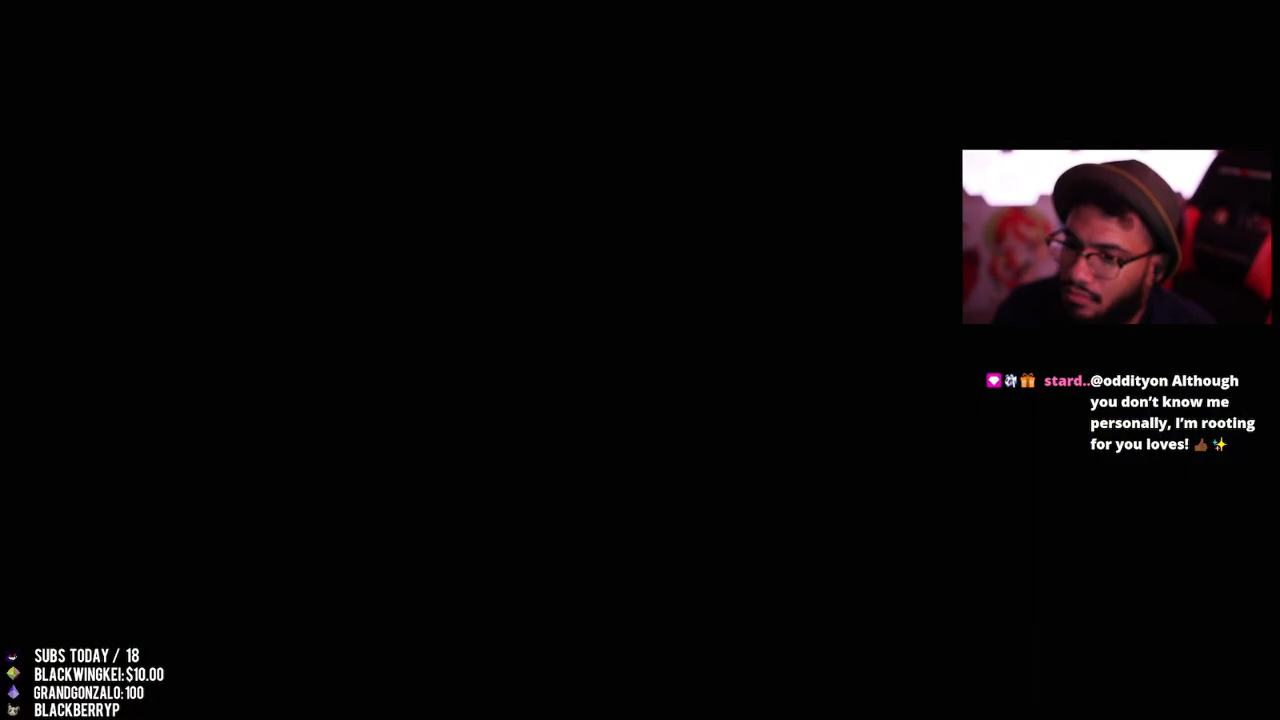 stard..@oddityon Although
you don't know me
personally, I'm rooting
for you loves! 👍🏾✨
SUBS TODAY / 18
BLACKWINGKEI: $10.00
GRANDGONZALO: 100
BLACKBERRYP